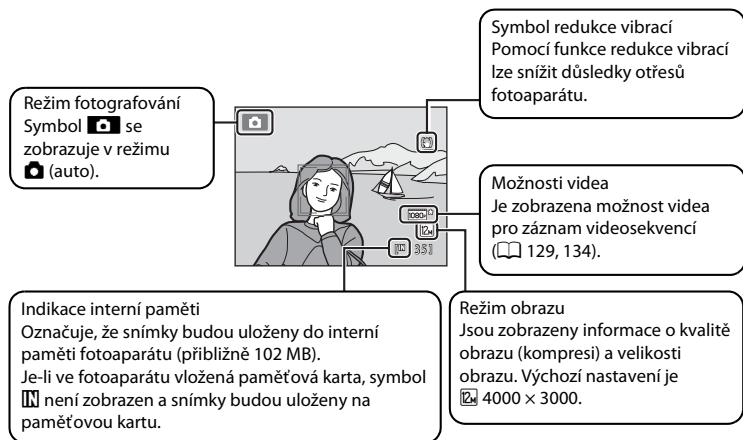 Symbol redukce vibrací
Pomocí funkce redukce vibrací
lze snížit důsledky otřesů
fotoaparátu.
Režim fotografování
Symbol se
zobrazuje v režimu
(auto).
Možnosti videa
Je zobrazena možnost videa
pro záznam videosekvencí
(129, 134).
1080
12M
IN 351
Indikace interní paměti
Označuje, že snímky budou uloženy do interní
paměti fotoaparátu (přibližně 102 MB).
Je-li ve fotoaparátu vložená paměťová karta, symbol
IN není zobrazen a snímky budou uloženy na
paměťovou kartu.
Režim obrazu
Jsou zobrazeny informace o kvalitě
obrazu (kompresi) a velikosti
obrazu. Výchozí nastavení je
12M 4000 × 3000.